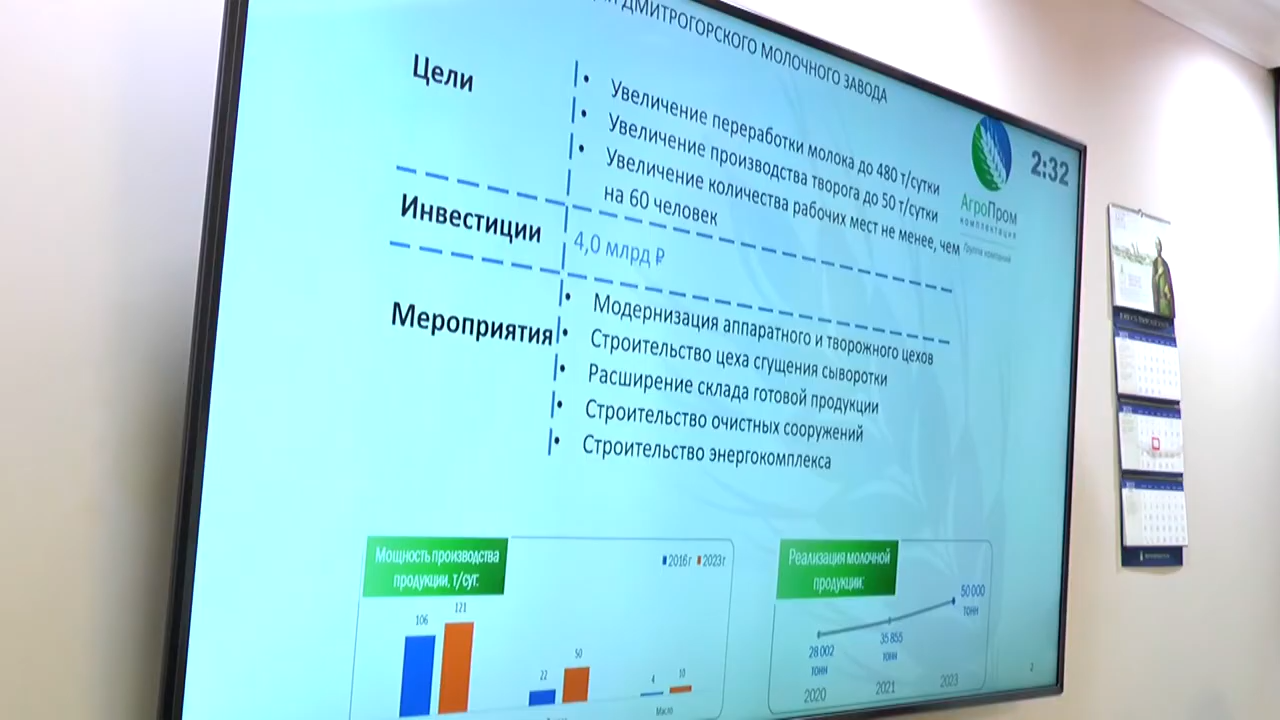 ДМИТРОГОРСКОГО МОЛОЧНОГО ЗАВОДА
Цели
• Увеличение переработки молока до 480 т/сутки
• Увеличение производства творога до 50 т/сутки
• Увеличение количества рабочих мест не менее, чем
на 60 человек
2:32
АгроПром
комплектация
Группа компаний
Инвестиции
4,0 млрд ₽
Мероприятия
• Модернизация аппаратного и творожного цехов
• Строительство цеха сгущения сыворотки
• Расширение склада готовой продукции
• Строительство очистных сооружений
• Строительство энергокомплекса
Мощность производства
продукции, т/сут.
2016 г 2023 г
106
121
22
50
4
10
Масло
Реализация молочной
продукции:
28 002
тонн
35 855
тонн
50 000
тонн
2020
2021
2023
2